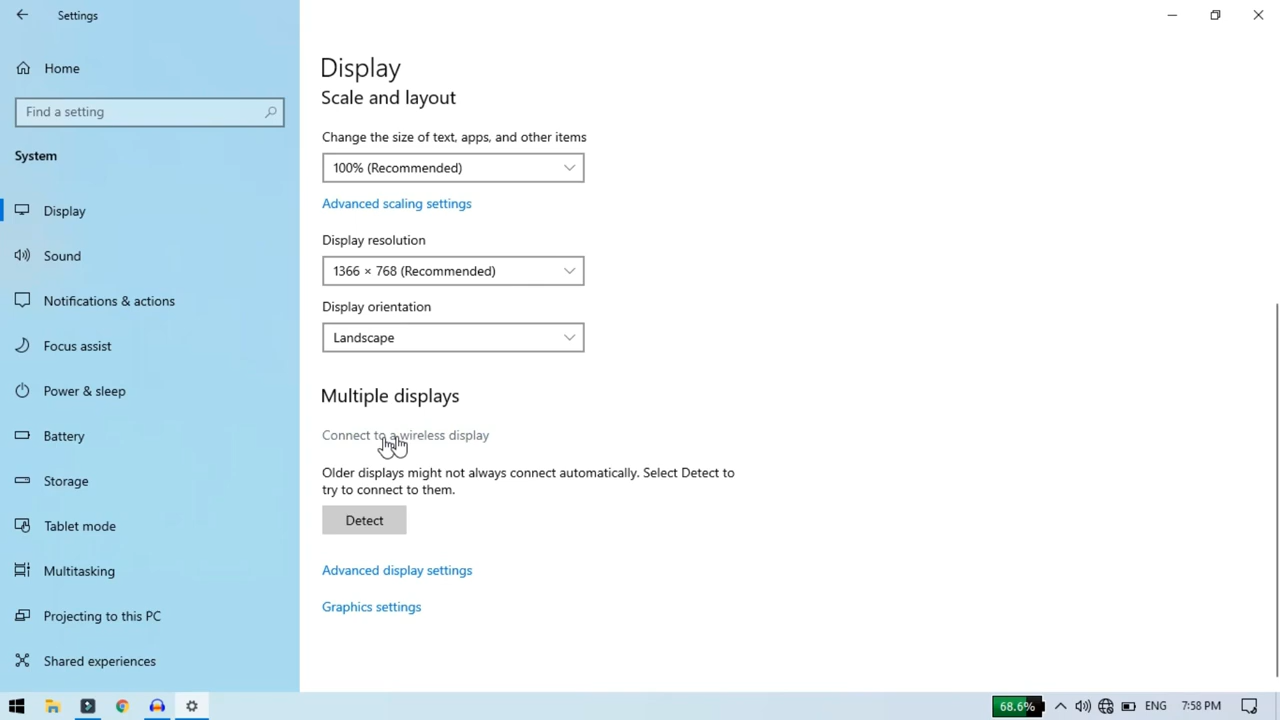 Settings
Home
Find a setting
System
Display
Sound
Notifications & actions
Focus assist
Power & sleep
Battery
Storage
Tablet mode
Multitasking
Projecting to this PC
Shared experiences
Display
Scale and layout
Change the size of text, apps, and other items
100% (Recommended)
Advanced scaling settings
Display resolution
1366 × 768 (Recommended)
Display orientation
Landscape
Multiple displays
Connect to a wireless display
Older displays might not always connect automatically. Select Detect to
try to connect to them.
Detect
Advanced display settings
Graphics settings
68.6%
ENG
7:58 PM